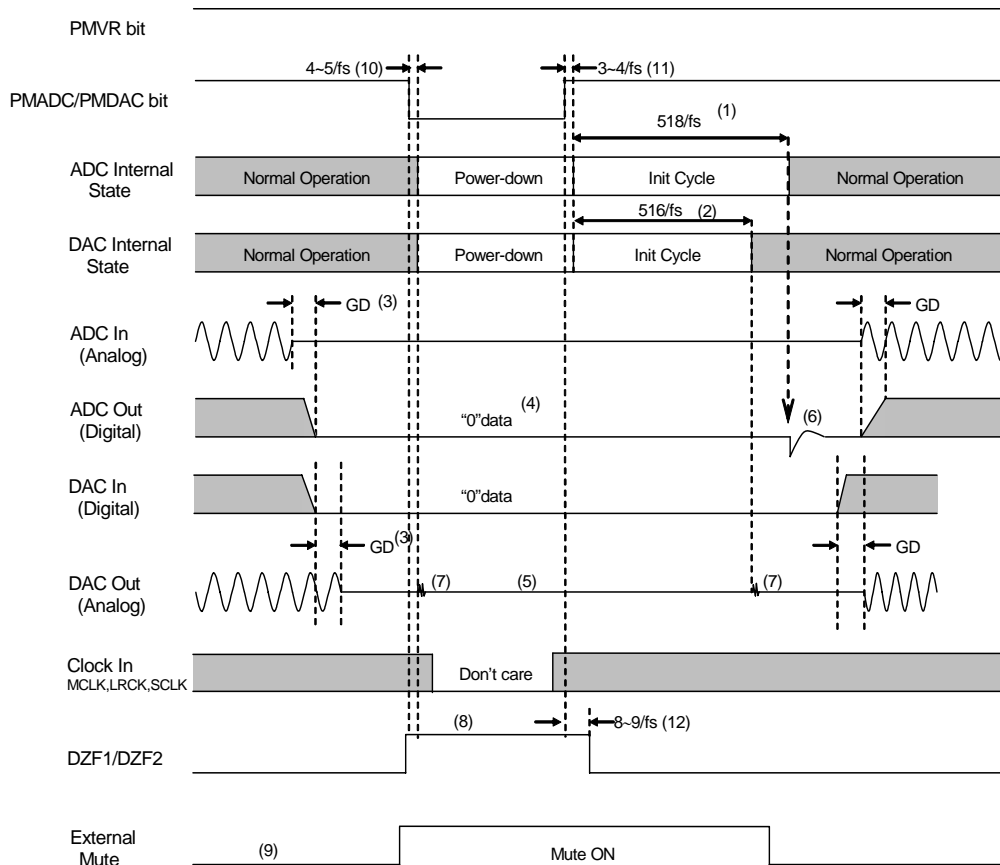 PMVR bit
4~5/fs (10)
3~4/fs (11)
PMADC/PMDAC bit
518/fs (1)
ADC Internal
State
Normal Operation
Power-down
Init Cycle
Normal Operation
516/fs (2)
DAC Internal
State
Normal Operation
Power-down
Init Cycle
Normal Operation
GD (3)
GD
ADC In
(Analog)
ADC Out
(Digital)
“0”data (4)
(6)
DAC In
(Digital)
“0”data
GD (3)
GD
DAC Out
(Analog)
(7)
(5)
(7)
Clock In
MCLK,LRCK,SCLK
Don’t care
(8)
8~9/fs (12)
DZF1/DZF2
External
Mute
(9)
Mute ON